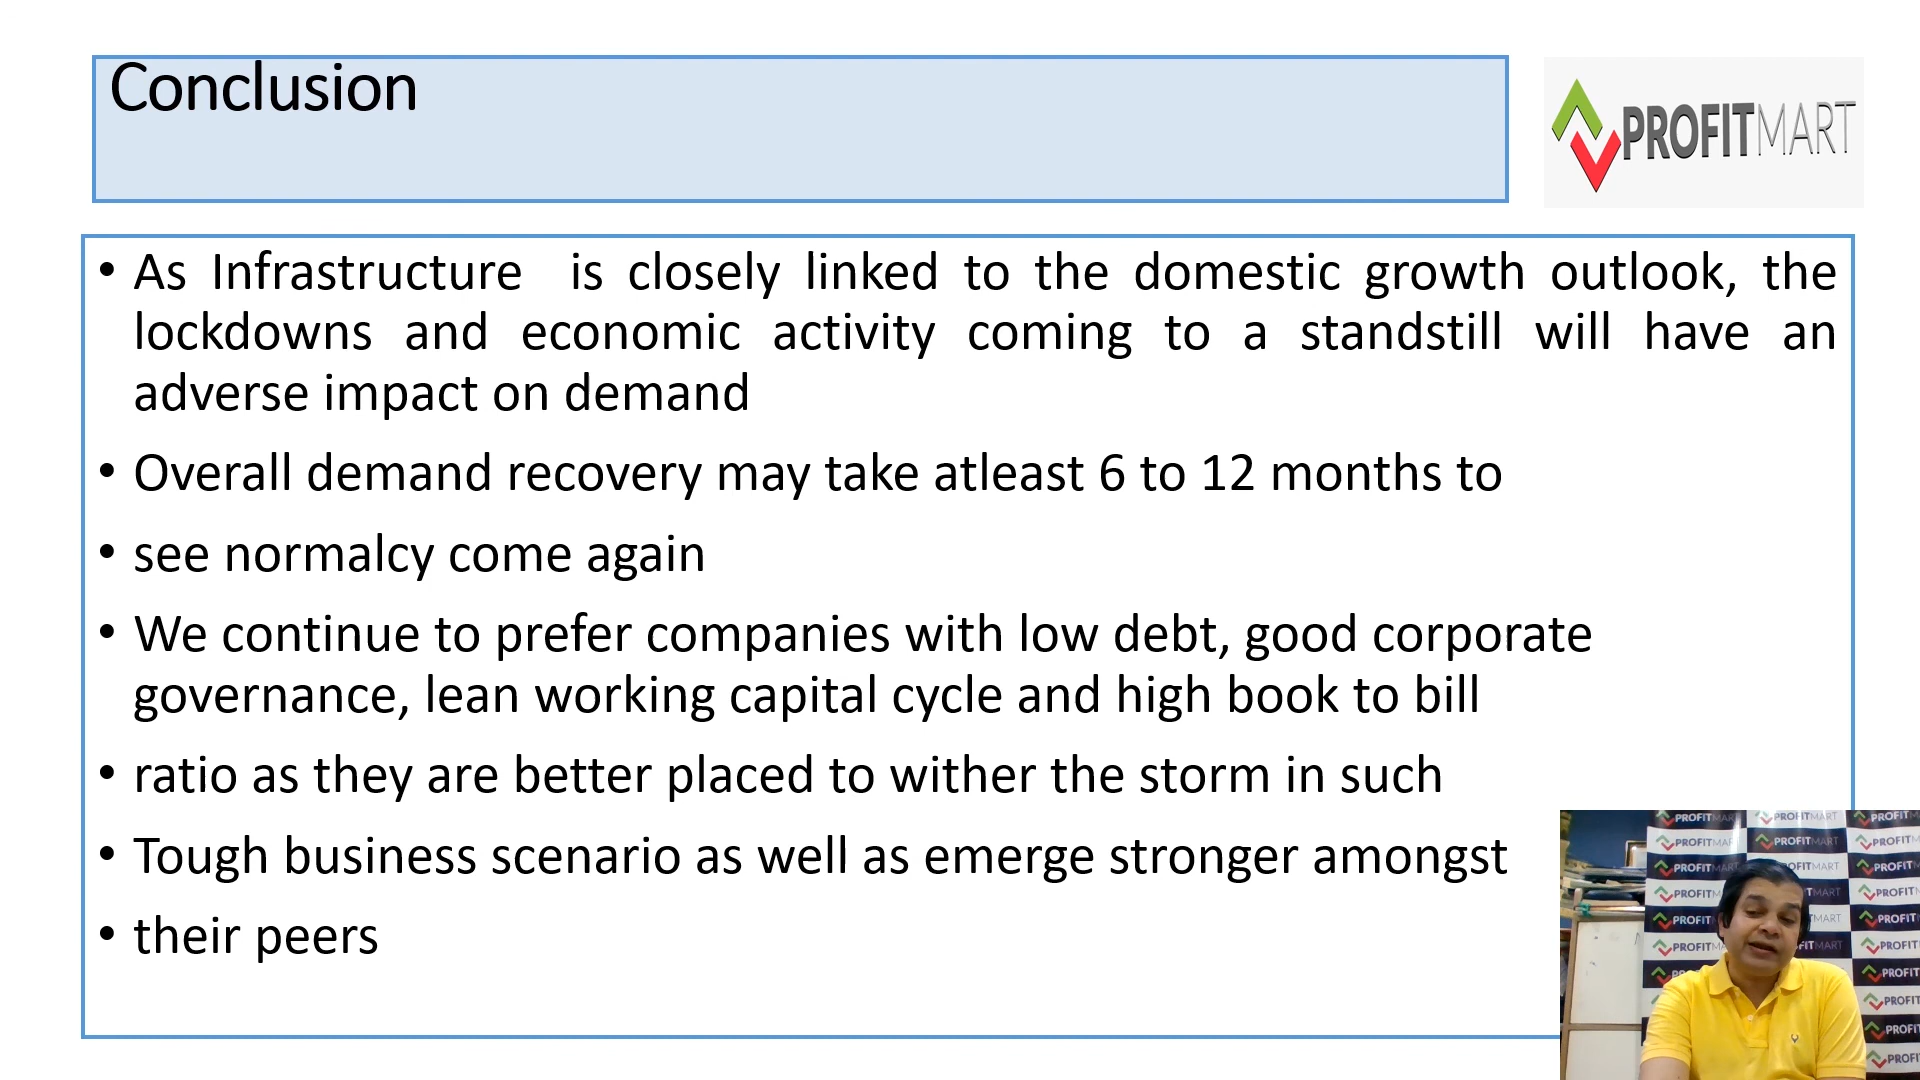 Conclusion
PROFITMART
• As Infrastructure is closely linked to the domestic growth outlook, the
lockdowns and economic activity coming to a standstill will have an
adverse impact on demand
• Overall demand recovery may take atleast 6 to 12 months to
• see normalcy come again
• We continue to prefer companies with low debt, good corporate
governance, lean working capital cycle and high book to bill
• ratio as they are better placed to wither the storm in such
• Tough business scenario as well as emerge stronger amongst
• their peers